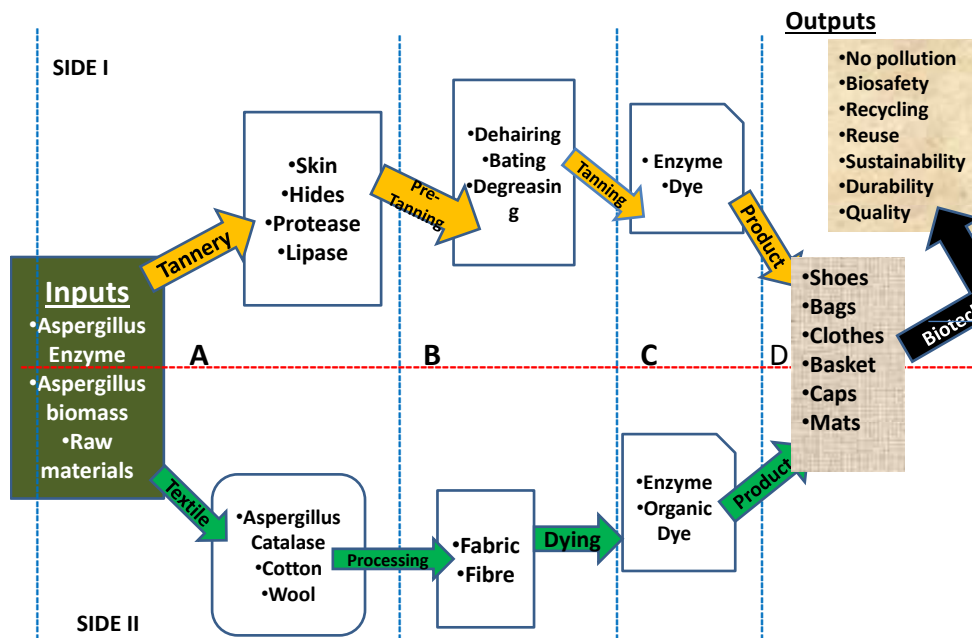 Outputs
SIDE I
•No pollution
•Biosafety
•Recycling
•Reuse
•Sustainability
•Durability
•Quality
•Skin
•Hides
•Protease
•Lipase
•Dehairing
•Bating
•Degreasin
g
• Enzyme
• Dye
Tannery
Pre-
Tanning
Tanning
Product
Inputs
•Aspergillus
Enzyme
•Aspergillus
biomass
•Raw
materials
A
B
C
D
•Shoes
•Bags
•Clothes
•Basket
•Caps
•Mats
Biotech
Textile
•Aspergillus
Catalase
•Cotton
•Wool
Processing
•Fabric
•Fibre
Dying
•Enzyme
•Organic
Dye
Product
SIDE II